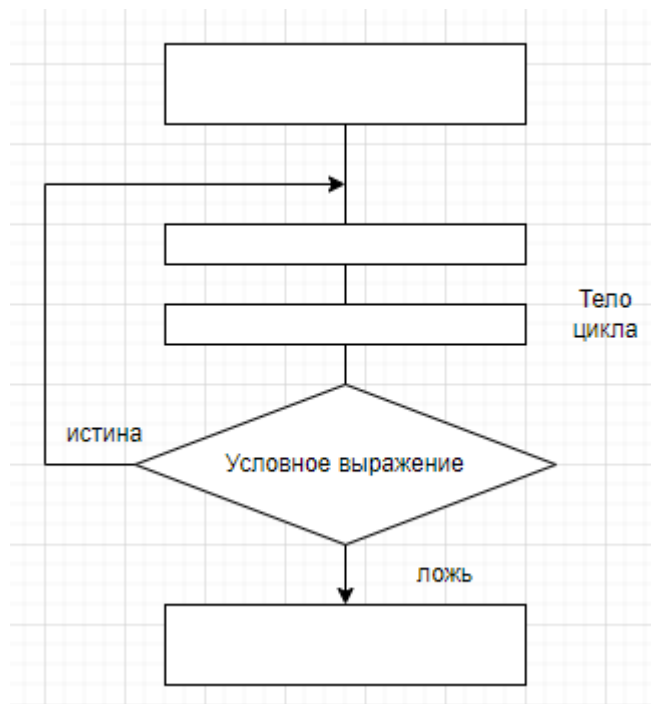 Тело
цикла
истина
Условное выражение
ложь